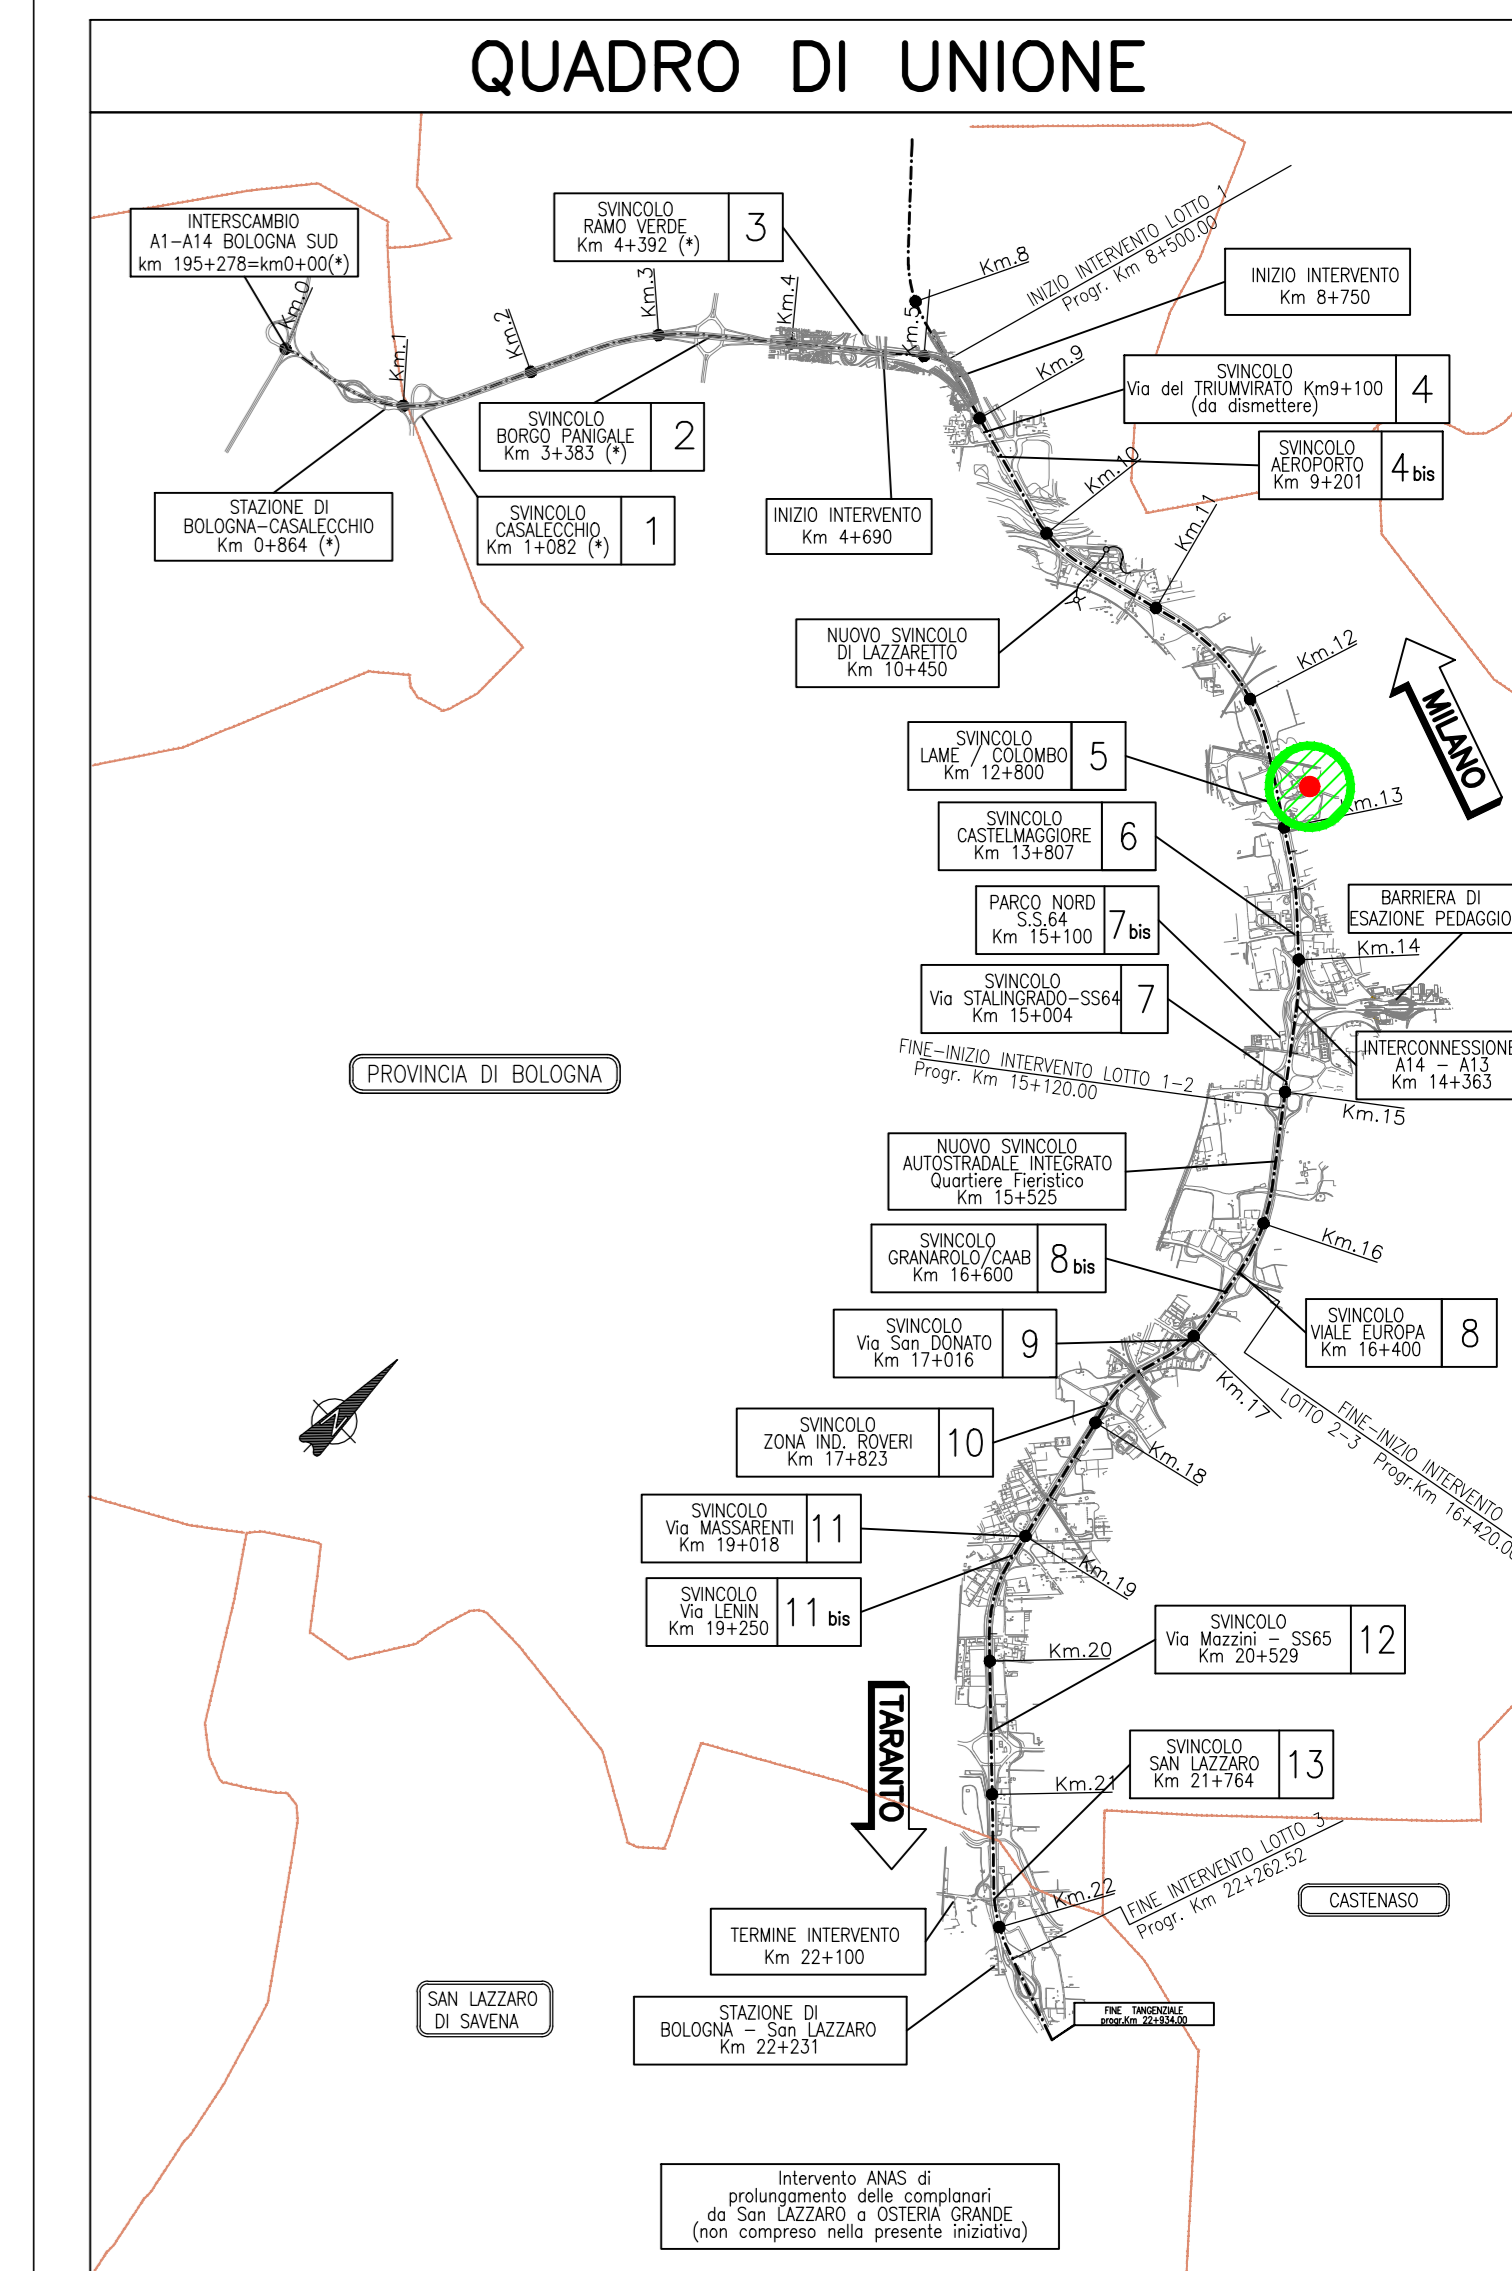 QUADRO DI UNIONE
INTERSCAMBIO
A1-A14 BOLOGNA SUD
km 195+278=km0+00(*)
SVINCOLO
RAMO VERDE
Km 4+392 (*)
3
INIZIO INTERVENTO LOTTO 1
Progr. Km 8+500.00
INIZIO INTERVENTO
Km 8+750
Km.0
Km.1
Km.2
Km.3
Km.4
Km.5
Km.8
Km.9
SVINCOLO
Via del TRIUMVIRATO Km9+100
(da dismettere)
4
SVINCOLO
BORGO PANIGALE
Km 3+383 (*)
2
SVINCOLO
AEROPORTO
Km 9+201
4 bis
STAZIONE DI
BOLOGNA-CASALECCHIO
Km 0+864 (*)
SVINCOLO
CASALECCHIO
Km 1+082 (*)
1
INIZIO INTERVENTO
Km 4+690
Km.10
Km.11
NUOVO SVINCOLO
DI LAZZARETTO
Km 10+450
Km.12
MILANO
SVINCOLO
LAME / COLOMBO
Km 12+800
5
Km.13
SVINCOLO
CASTELMAGGIORE
Km 13+807
6
PARCO NORD
S.S.64
Km 15+100
7 bis
BARRIERA DI
ESAZIONE PEDAGGIO
Km.14
SVINCOLO
Via STALINGRADO-SS64
Km 15+004
7
FINE-INIZIO INTERVENTO LOTTO 1-2
Progr. Km 15+120.00
INTERCONNESSIONE
A14 - A13
Km 14+363
PROVINCIA DI BOLOGNA
Km.15
NUOVO SVINCOLO
AUTOSTRADALE INTEGRATO
Quartiere Fieristico
Km 15+525
SVINCOLO
GRANAROLO/CAAB
Km 16+600
8 bis
Km.16
SVINCOLO
Via San DONATO
Km 17+016
9
SVINCOLO
VIALE EUROPA
Km 16+400
8
Km.17
FINE-INIZIO INTERVENTO
LOTTO 2-3 Progr.Km 16+420.00
SVINCOLO
ZONA IND. ROVERI
Km 17+823
10
Km.18
SVINCOLO
Via MASSARENTI
Km 19+018
11
Km.19
SVINCOLO
Via LENIN
Km 19+250
11 bis
SVINCOLO
Via Mazzini - SS65
Km 20+529
12
Km.20
TARANTO
SVINCOLO
SAN LAZZARO
Km 21+764
13
Km.21
FINE INTERVENTO LOTTO 3
Progr. Km 22+262.52
Km.22
CASTENASO
TERMINE INTERVENTO
Km 22+100
SAN LAZZARO
DI SAVENA
STAZIONE DI
BOLOGNA - San LAZZARO
Km 22+231
FINE TANGENZIALE
progr.Km 22+934.00
Intervento ANAS di
prolungamento delle complanari
da San LAZZARO a OSTERIA GRANDE
(non compreso nella presente iniziativa)